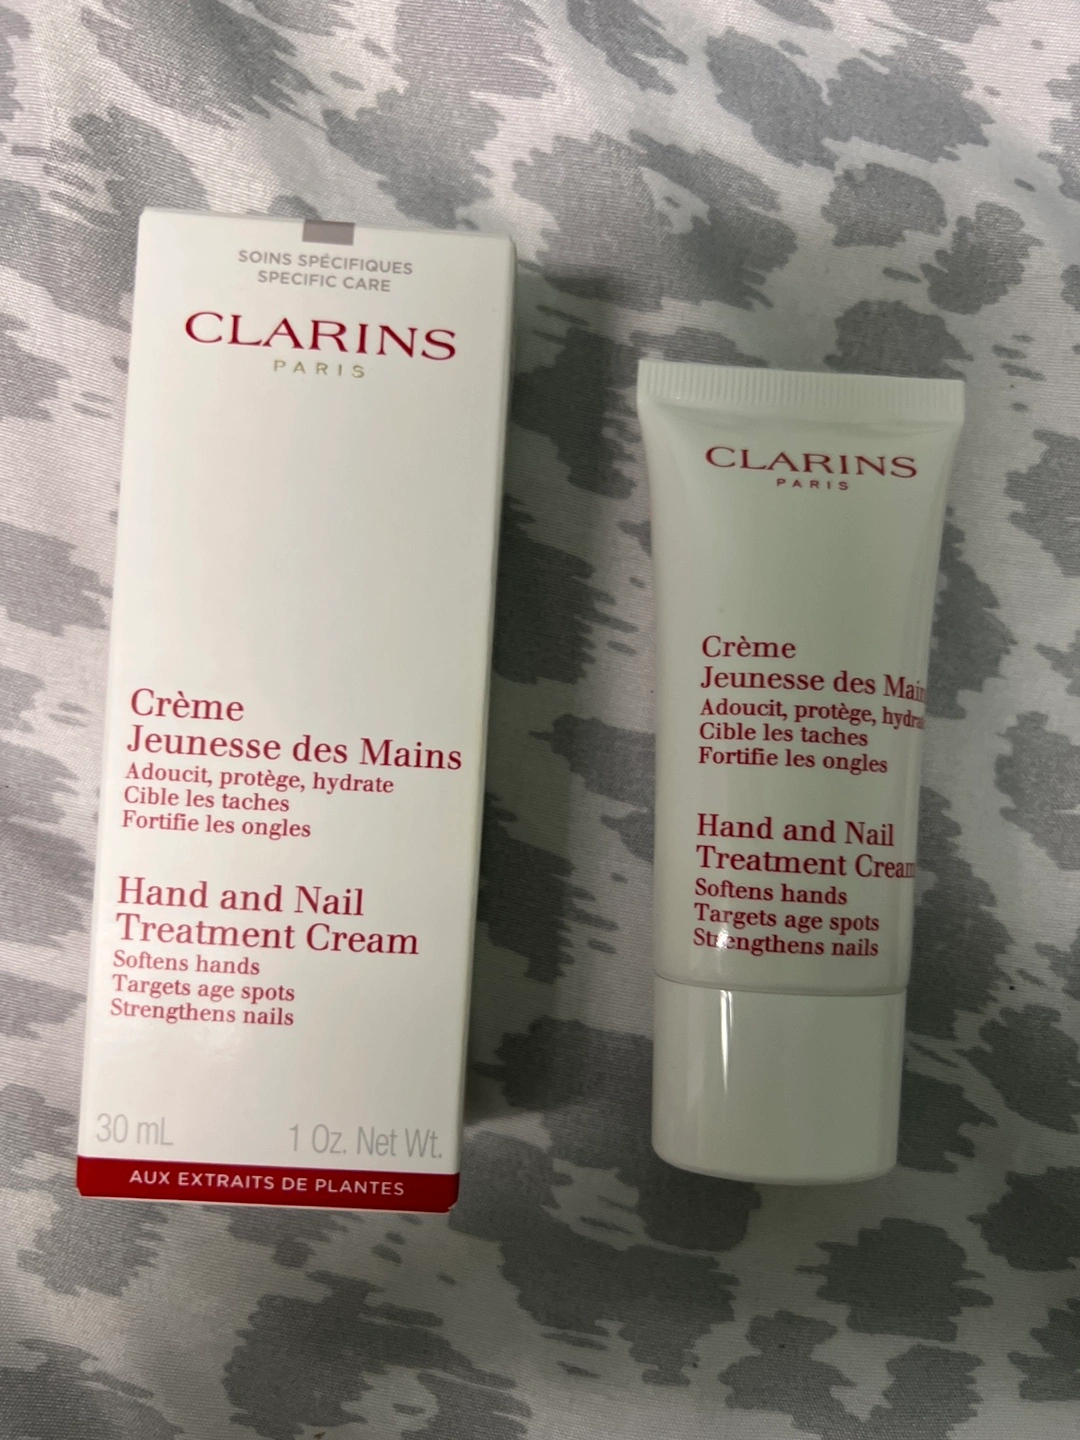 SOINS SPÉCIFIQUES
SPECIFIC CARE
CLARINS
PARIS
Crème
Jeunesse des Mains
Adoucit, protège, hydrate
Cible les taches
Fortifie les ongles
Hand and Nail
Treatment Cream
Softens hands
Targets age spots
Strengthens nails
30 mL 1 Oz. Net Wt.
AUX EXTRAITS DE PLANTES
CLARINS
PARIS
Crème
Jeunesse des Main
Adoucit, protège, hydra
Cible les taches
Fortifie les ongles
Hand and Nail
Treatment Cream
Softens hands
Targets age spots
Strengthens nails